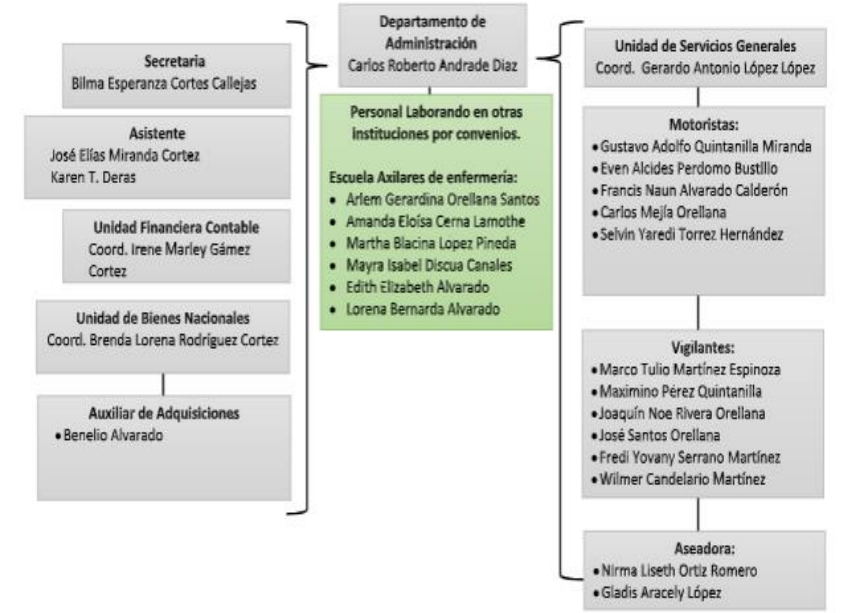 Departamento de
Administración
Carlos Roberto Andrade Diaz
Secretaria
Bilma Esperanza Cortes Callejas
Asistente
José Elías Miranda Cortez
Karen T. Deras
Unidad Financiera Contable
Coord. Irene Marley Gámez
Cortez
Unidad de Bienes Nacionales
Coord. Brenda Lorena Rodríguez Cortez
Auxiliar de Adquisiciones
• Benelio Alvarado
Personal Laborando en otras
instituciones por convenios.
Escuela Axilares de enfermería:
• Arlem Gerardina Orellana Santos
• Amanda Eloísa Cerna Lamothe
• Martha Blacina Lopez Pineda
• Mayra Isabel Discua Canales
• Edith Elizabeth Alvarado
• Lorena Bernarda Alvarado
Unidad de Servicios Generales
Coord. Gerardo Antonio López López
Motoristas:
• Gustavo Adolfo Quintanilla Miranda
• Even Alcides Perdomo Bustillo
• Francis Naun Alvarado Calderón
• Carlos Mejía Orellana
• Selvin Yaredi Torrez Hernández
Vigilantes:
• Marco Tulio Martínez Espinoza
• Maximino Pérez Quintanilla
• Joaquín Noe Rivera Orellana
• José Santos Orellana
• Fredi Yovany Serrano Martínez
• Wilmer Candelario Martínez
Aseadora:
• Nirma Liseth Ortiz Romero
• Gladis Aracely López